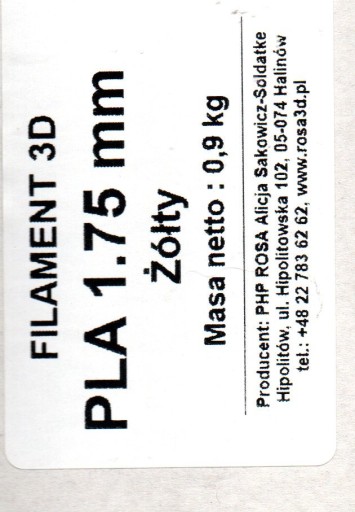 FILAMENT 3D
PLA 1.75 mm
Żółty
Masa netto : 0,9 kg
Producent: PHP ROSA Alicja Sakowicz-Soldatke
Hipolitów, ul. Hipolitowska 102, 05-074 Halinów
tel.: +48 22 783 62 62, www.rosa3d.pl